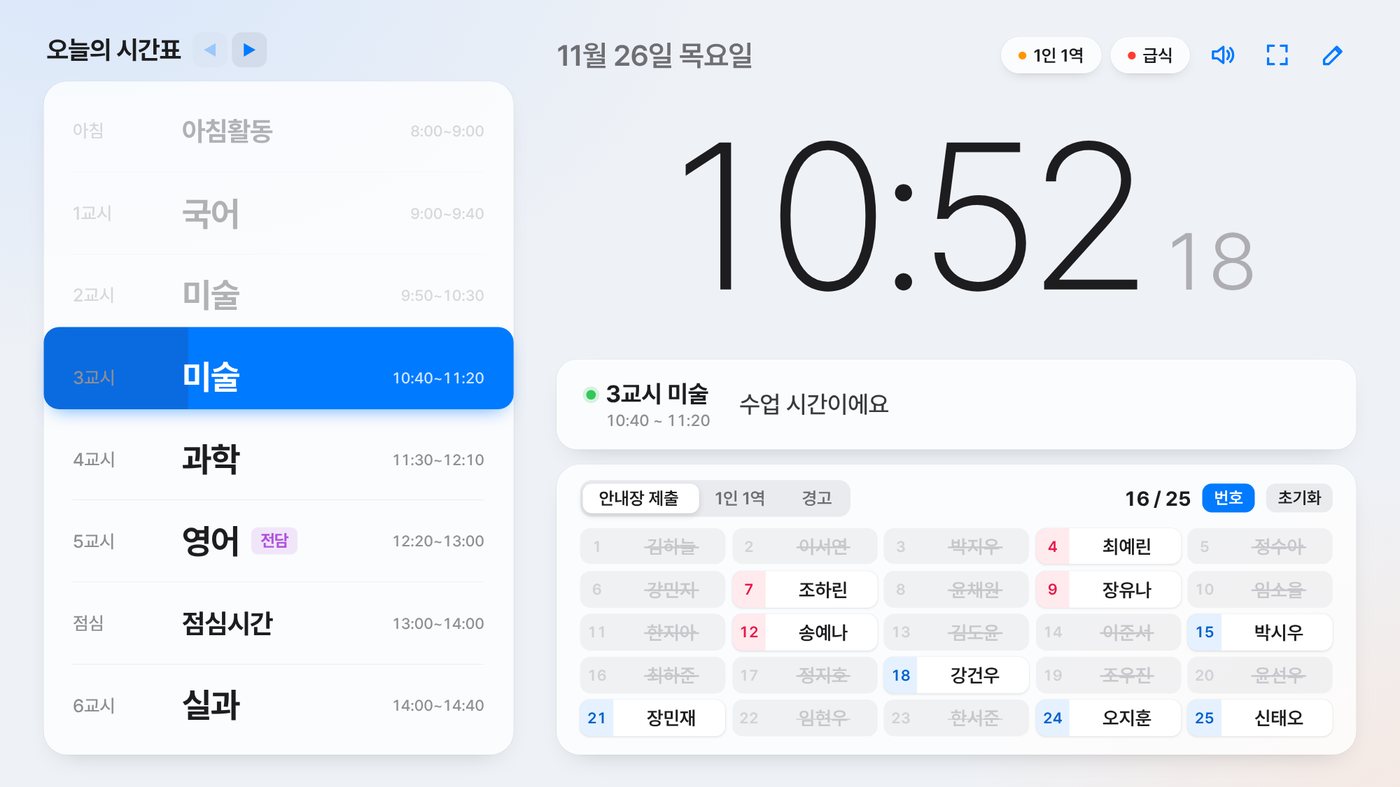 오늘의 시간표
아침 아침활동 8:00~9:00
1교시 국어 9:00~9:40
2교시 미술 9:50~10:30
3교시 미술 10:40~11:20
4교시 과학 11:30~12:10
5교시 영어 전담 12:20~13:00
점심 점심시간 13:00~14:00
6교시 실과 14:00~14:40
11월 26일 목요일
1인 1역 급식
10:52 18
3교시 미술
10:40 ~ 11:20
수업 시간이에요
안내장 제출 1인 1역 경고 16 / 25 번호 초기화
1 김하늘 2 이서연 3 박지우 4 최예린 5 정수아
6 강민지 7 조하린 8 윤채원 9 장유나 10 임소율
11 한지아 12 송예나 13 김도윤 14 이준서 15 박시우
16 최하준 17 정지호 18 강건우 19 조우진 20 윤선우
21 장민재 22 임현우 23 한서준 24 오지훈 25 신태오